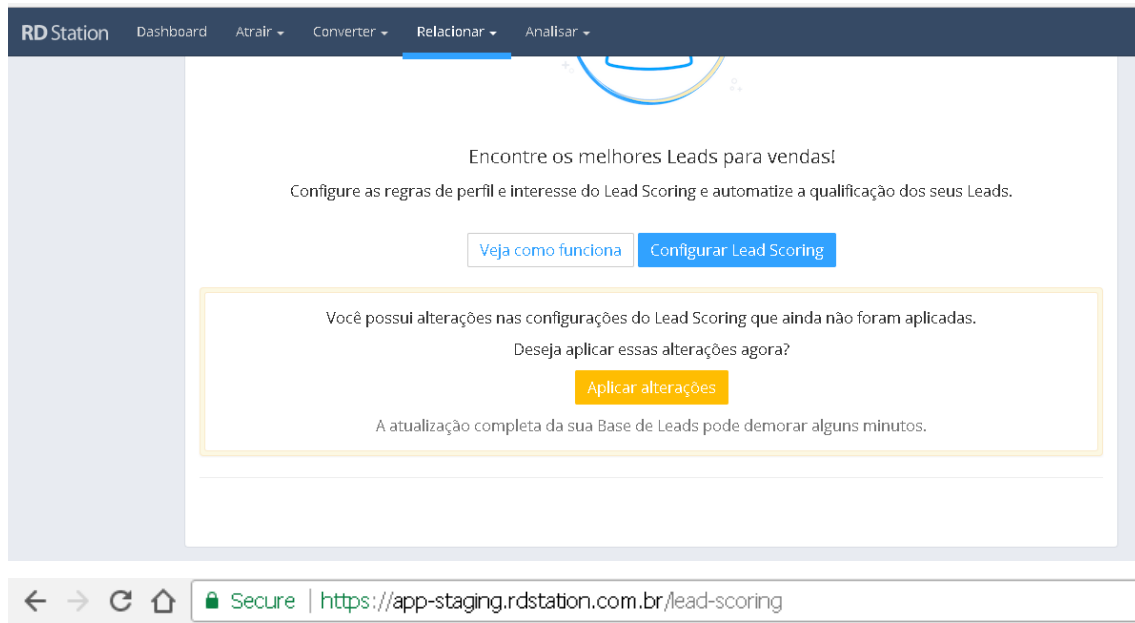 RD Station Dashboard Atrair Converter Relacionar Analisar
Encontre os melhores Leads para vendas!
Configure as regras de perfil e interesse do Lead Scoring e automatize a qualificação dos seus Leads.
Veja como funciona Configurar Lead Scoring
Você possui alterações nas configurações do Lead Scoring que ainda não foram aplicadas.
Deseja aplicar essas alterações agora?
Aplicar alterações
A atualização completa da sua Base de Leads pode demorar alguns minutos.
Secure | https://app-staging.rdstation.com.br/lead-scoring